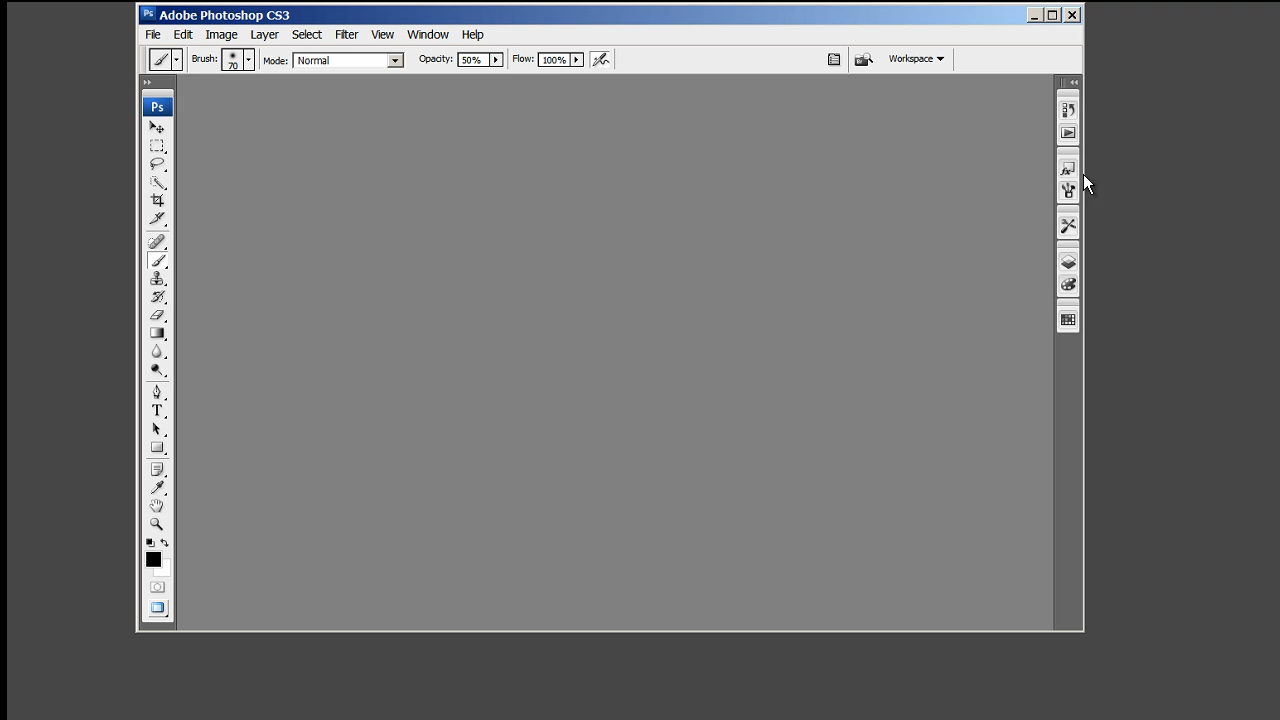 Ps Adobe Photoshop CS3
File Edit Image Layer Select Filter View Window Help
Brush: 70 Mode: Normal Opacity: 50% Flow: 100% Workspace
Ps
T